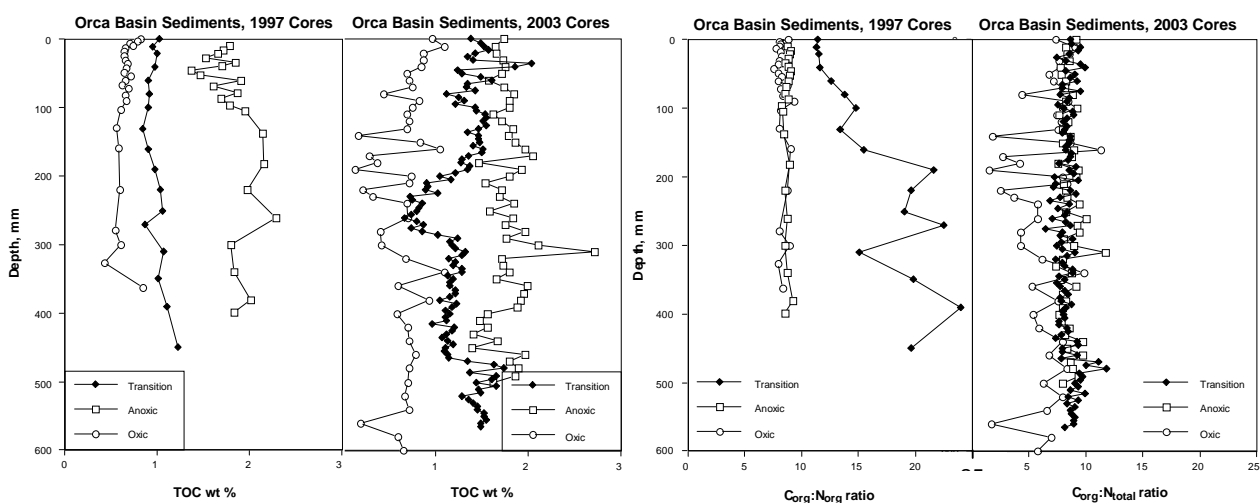 Orca Basin Sediments, 1997 Cores
Orca Basin Sediments, 2003 Cores
0
100
200
300
400
500
600
Depth, mm
Transition
Anoxic
Oxic
Transition
Anoxic
Oxic
0
1
2
3
1
2
3
TOC wt %
TOC wt %
Orca Basin Sediments, 1997 Cores
Orca Basin Sediments, 2003 Cores
0
100
200
300
400
500
600
Depth, mm
Transition
Anoxic
Oxic
Transition
Anoxic
Oxic
0
5
10
15
20
5
10
15
20
25
Corg:Norg ratio
Corg:Ntotal ratio